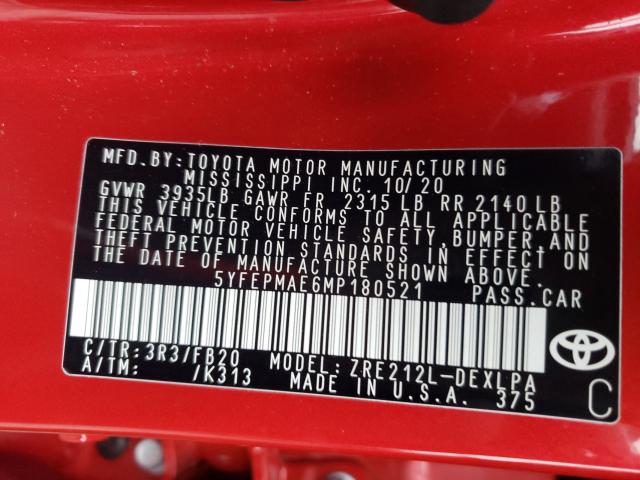 MFD.BY:TOYOTA MOTOR MANUFACTURING
MISSISSIPPI INC. 10/20
GVWR 3935LB GAWR FR 2315 LB RR 2140 LB
THIS VEHICLE CONFORMS TO ALL APPLICABLE
FEDERAL MOTOR VEHICLE SAFETY,BUMPER,AND
THEFT PREVENTION STANDARDS IN EFFECT ON
THE DATE OF MANUFACTURE SHOWN ABOVE.
5YFEPMAE6MP180521 PASS.CAR
C/TR:3R3/FB20 MODEL:ZRE212L-DEXLPA
A/TM: /K313 MADE IN U.S.A. 375
C